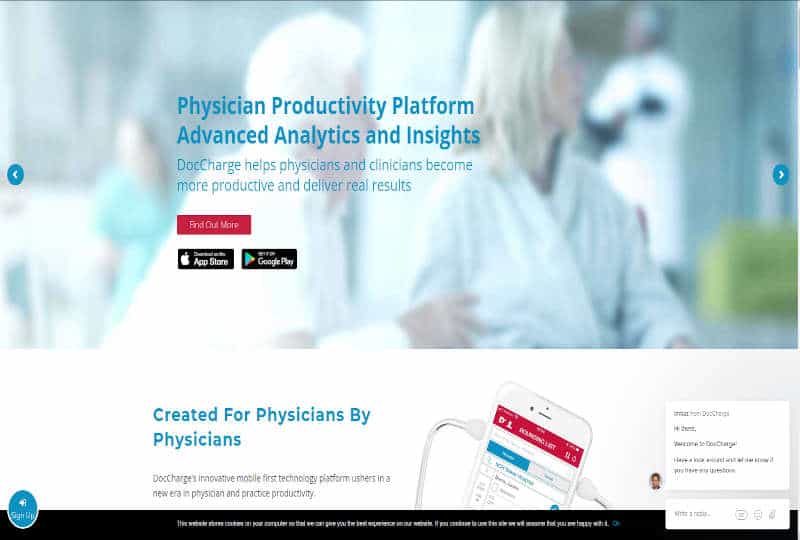 Physician Productivity Platform
Advanced Analytics and Insights
DocCharge helps physicians and clinicians become
more productive and deliver real results
Find Out More
Download on the
App Store
GET IT ON
Google Play
Created For Physicians By
Physicians
DocCharge's innovative mobile first technology platform ushers in a
new era in physician and practice productivity.
ROUNDING LIST
from DocCharge
Hi there,
Welcome to DocCharge!
Have a look around and let me know if
you have any questions.
Write a reply…
Sign Up
This website stores cookies on your computer so that we can give you the best experience on our website. If you continue to use this site we will assume that you are happy with it. Ok